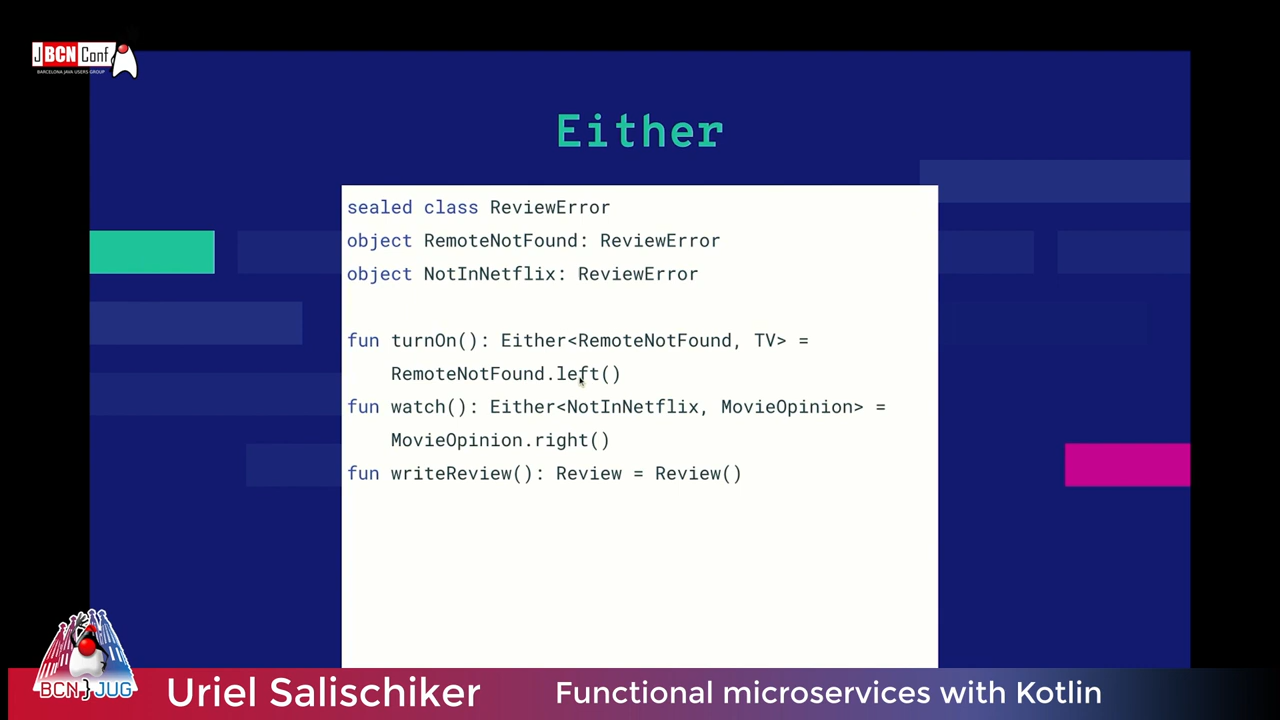 JBCNConf
BARCELONA JAVA USERS GROUP
Either
sealed class ReviewError
object RemoteNotFound: ReviewError
object NotInNetflix: ReviewError
fun turnOn(): Either<RemoteNotFound, TV> =
RemoteNotFound.left()
fun watch(): Either<NotInNetflix, MovieOpinion> =
MovieOpinion.right()
fun writeReview(): Review = Review()
BCN JUG
Uriel Salischiker
Functional microservices with Kotlin